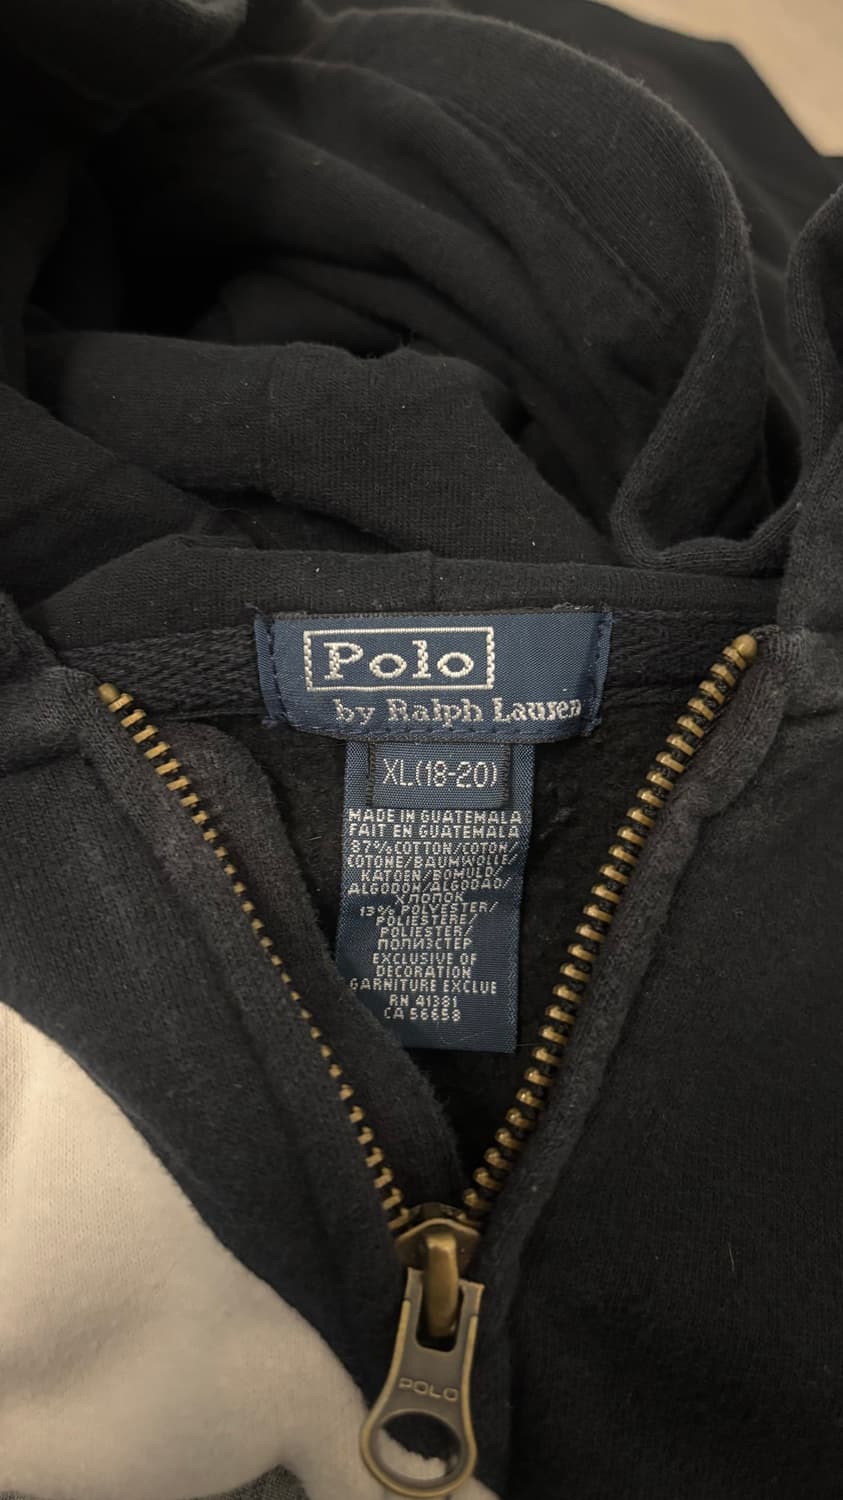 Polo
by Ralph Lauren
XL(18-20)
MADE IN GUATEMALA
FAIT EN GUATEMALA
87% COTTON/COTON/
COTONE/BAUMWOLLE/
KATOEN/BOMULD/
ALGODON/ALGODAO/
ХЛОПОК
13% POLYESTER/
POLIESTERE/
POLIESTER/
ПОЛИЭСТЕР
EXCLUSIVE OF
DECORATION
GARNITURE EXCLUE
RN 41381
CA 56658
POLO